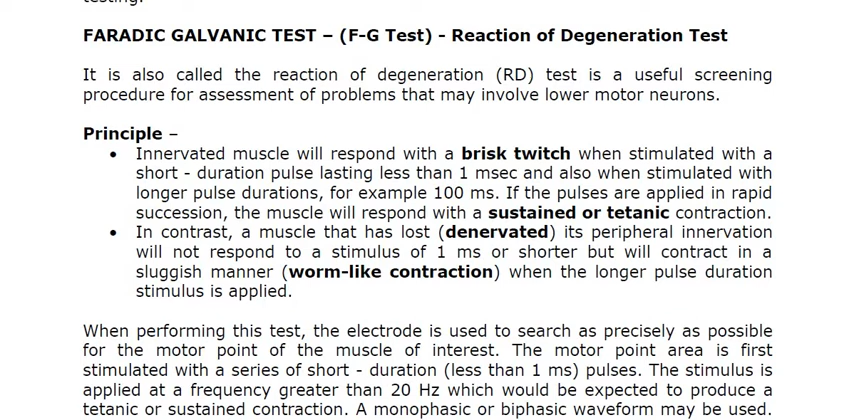 testing.
FARADIC GALVANIC TEST – (F-G Test) - Reaction of Degeneration Test
It is also called the reaction of degeneration (RD) test is a useful screening
procedure for assessment of problems that may involve lower motor neurons.
Principle –
• Innervated muscle will respond with a brisk twitch when stimulated with a
short - duration pulse lasting less than 1 msec and also when stimulated with
longer pulse durations, for example 100 ms. If the pulses are applied in rapid
succession, the muscle will respond with a sustained or tetanic contraction.
• In contrast, a muscle that has lost (denervated) its peripheral innervation
will not respond to a stimulus of 1 ms or shorter but will contract in a
sluggish manner (worm-like contraction) when the longer pulse duration
stimulus is applied.
When performing this test, the electrode is used to search as precisely as possible
for the motor point of the muscle of interest. The motor point area is first
stimulated with a series of short - duration (less than 1 ms) pulses. The stimulus is
applied at a frequency greater than 20 Hz which would be expected to produce a
tetanic or sustained contraction. A monophasic or biphasic waveform may be used.